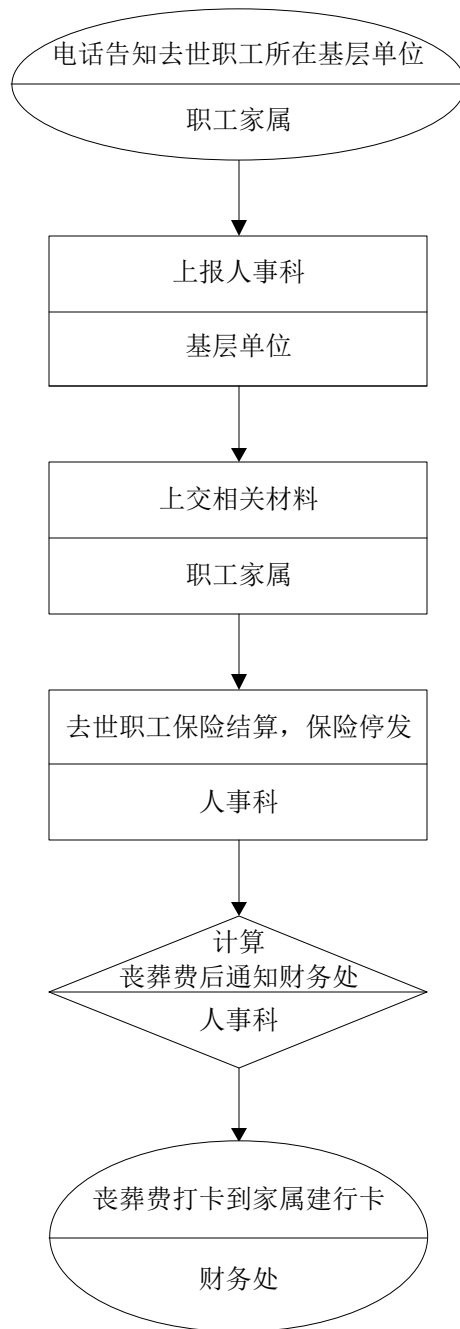 电话告知去世职工所在基层单位
职工家属
上报人事科
基层单位
上交相关材料
职工家属
去世职工保险结算，保险停发
人事科
计算
丧葬费后通知财务处
人事科
丧葬费打卡到家属建行卡
财务处